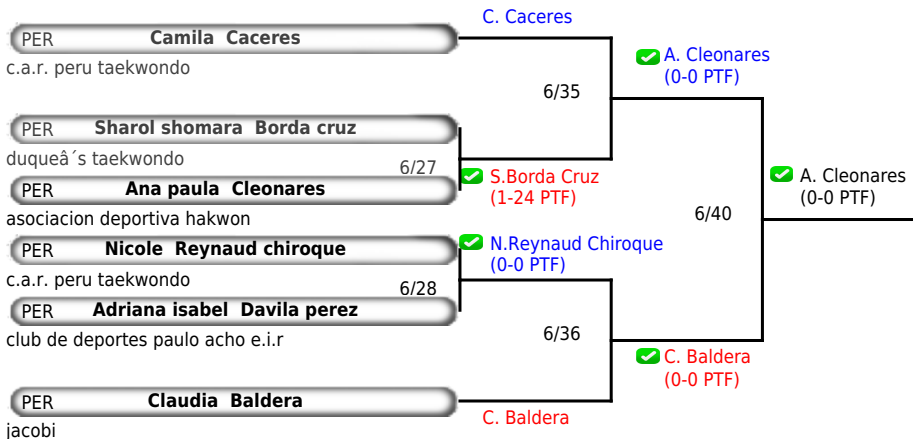 C. Caceres
PER Camila Caceres
c.a.r. peru taekwondo
A. Cleonares
(0-0 PTF)
6/35
PER Sharol shomara Borda cruz
duqueâ´s taekwondo
6/27
S.Borda Cruz
(1-24 PTF)
PER Ana paula Cleonares
asociacion deportiva hakwon
A. Cleonares
(0-0 PTF)
6/40
PER Nicole Reynaud chiroque
c.a.r. peru taekwondo
N.Reynaud Chiroque
(0-0 PTF)
6/28
PER Adriana isabel Davila perez
club de deportes paulo acho e.i.r
6/36
C. Baldera
(0-0 PTF)
PER Claudia Baldera
jacobi
C. Baldera